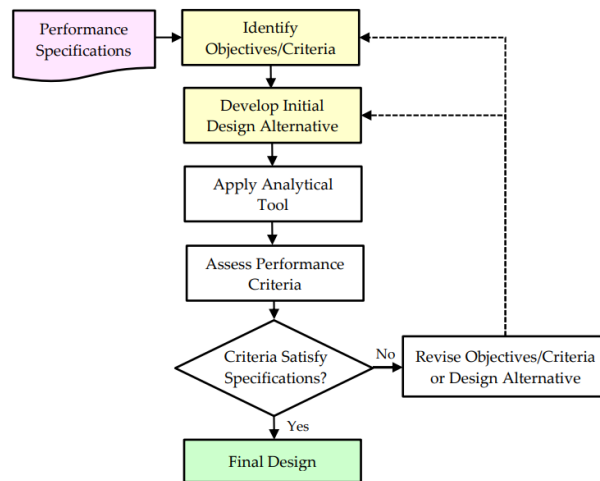 Performance
Specifications
Identify
Objectives/Criteria
Develop Initial
Design Alternative
Apply Analytical
Tool
Assess Performance
Criteria
Criteria Satisfy
Specifications?
No
Revise Objectives/Criteria
or Design Alternative
Yes
Final Design